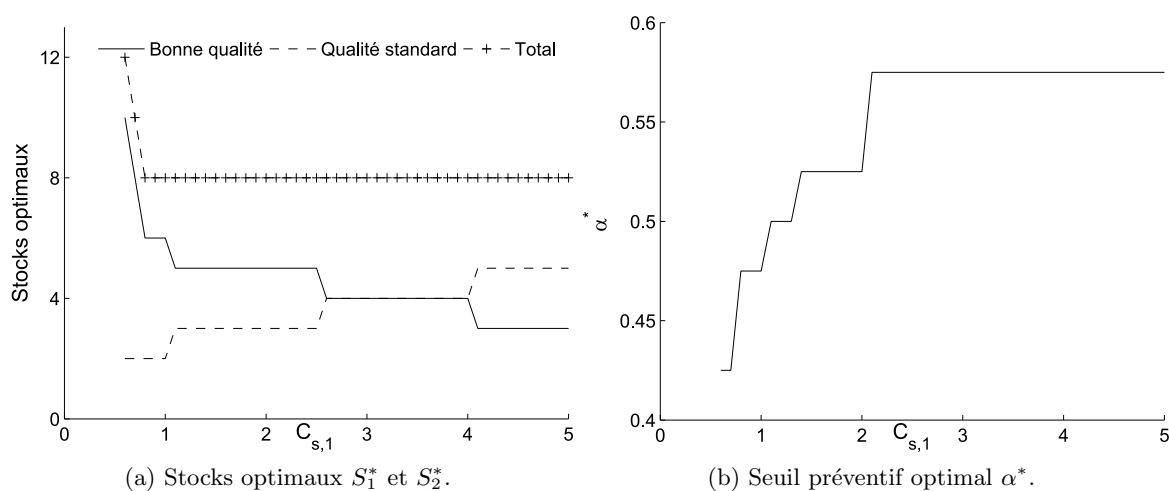 Bonne qualité Qualité standard Total
12
8
4
0
Stocks optimaux
0 1 2 3 4 5
C_{s,1}
(a) Stocks optimaux S_1^* et S_2^*.
0.6
0.55
0.5
0.45
0.4
α^*
0 1 2 3 4 5
C_{s,1}
(b) Seuil préventif optimal α^*.